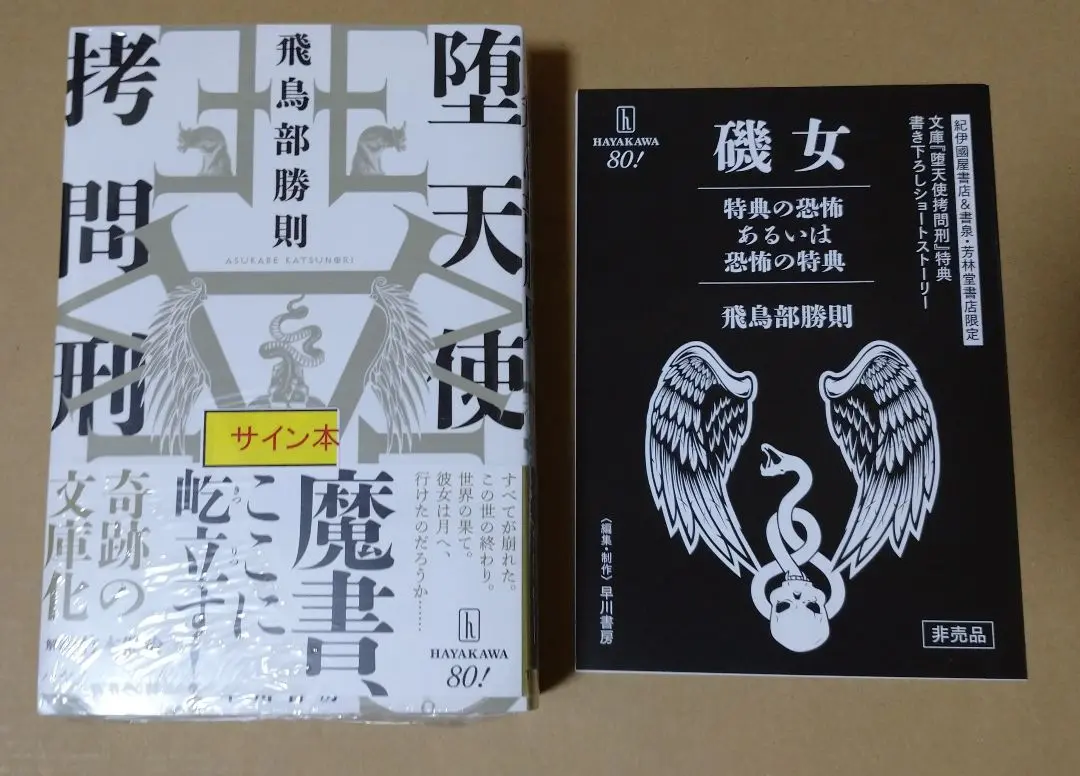 堕天使
拷問刑
飛鳥部勝則
ASUKABE KATSUNORI
サイン本
すべてが崩れた。
この世の終わり。
世界の果て。
彼女は月へ、
行けたのだろうか……
魔書、
ここに
屹立す!
きつ りつ
奇跡の
文庫化
h
HAYAKAWA
80!
h
HAYAKAWA
80!
紀伊國屋書店&書泉・芳林堂書店限定
文庫『堕天使拷問刑』特典
書き下ろしショートストーリー
磯女
特典の恐怖
あるいは
恐怖の特典
飛鳥部勝則
〈編集・制作〉早川書房
非売品